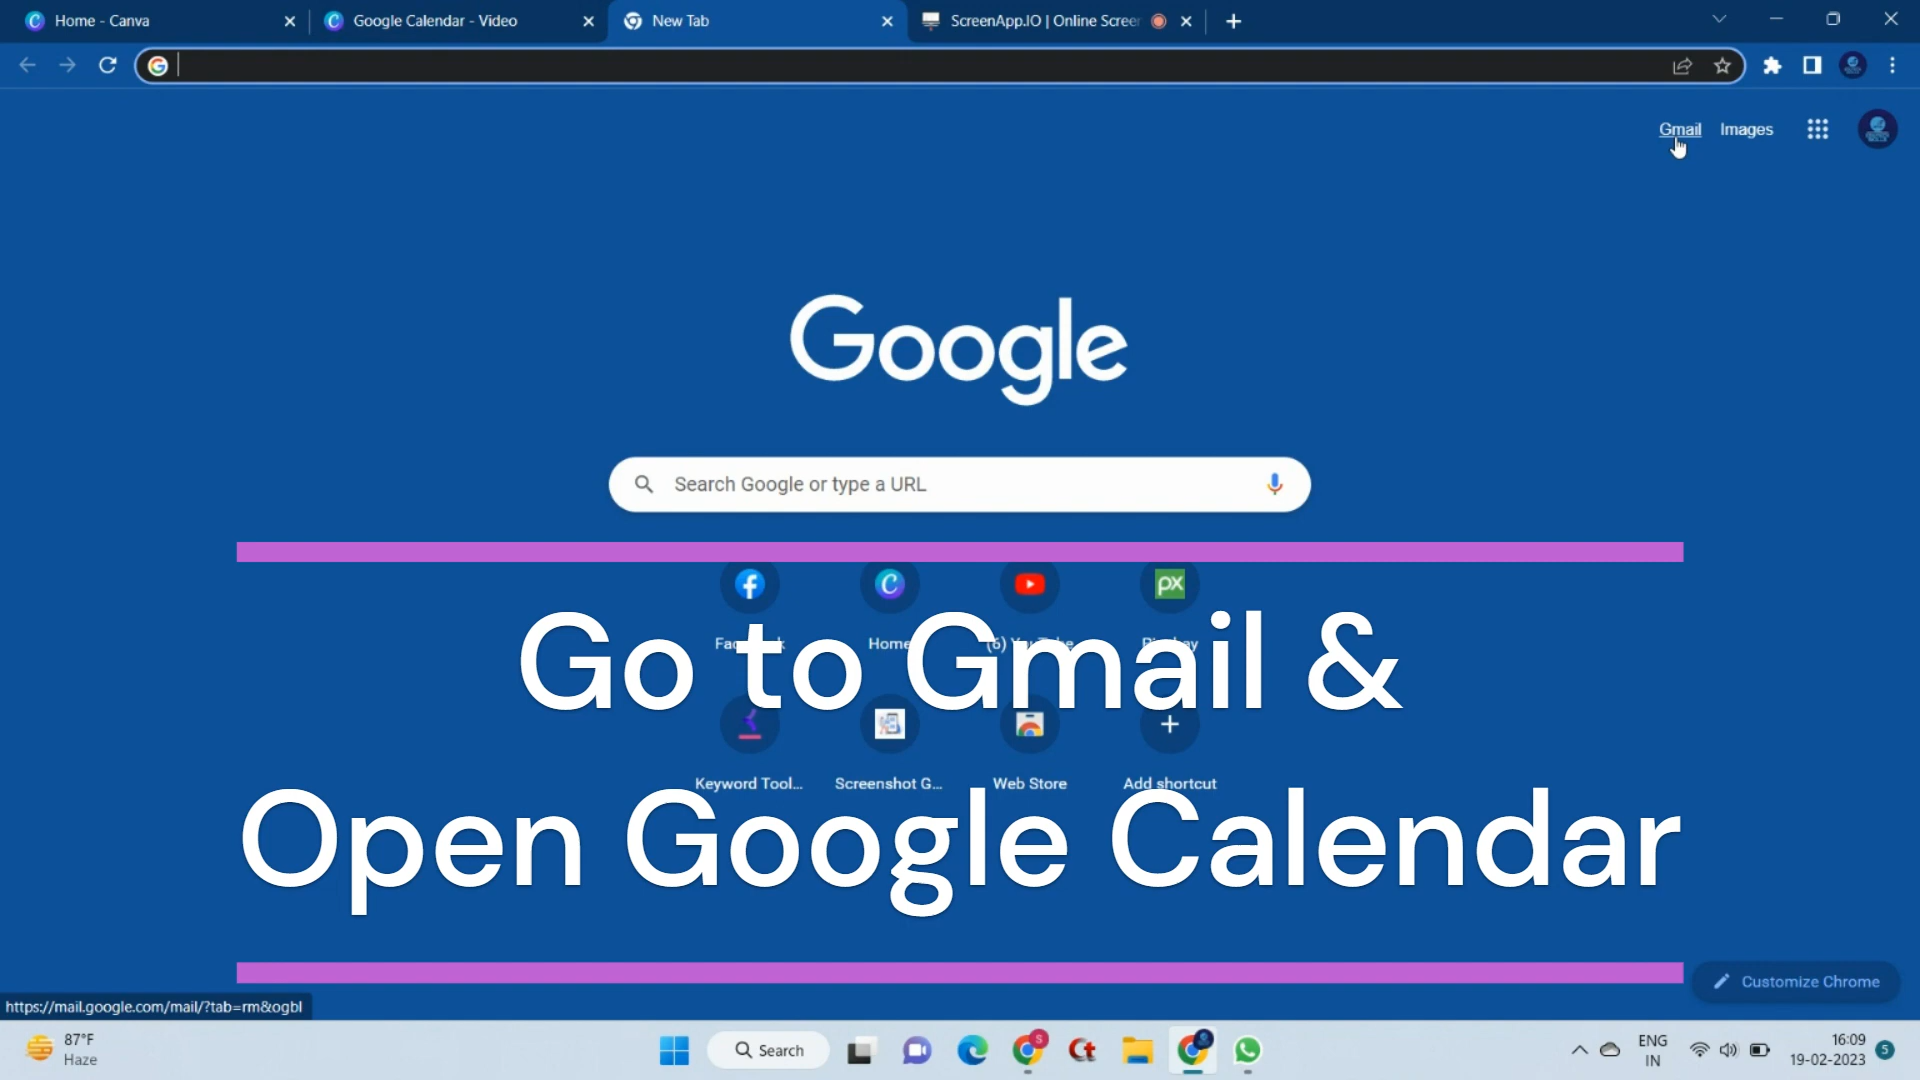 Home - Canva
Google Calendar - Video
New Tab
ScreenApp.IO | Online Screen
Gmail
Images
Google
Search Google or type a URL
Home
Go to Gmail &
Keyword Tool...
Screenshot G...
Web Store
Add shortcut
Open Google Calendar
Customize Chrome
https://mail.google.com/mail/?tab=rm&ogbl
87°F
Haze
Search
ENG
IN
16:09
19-02-2023
5